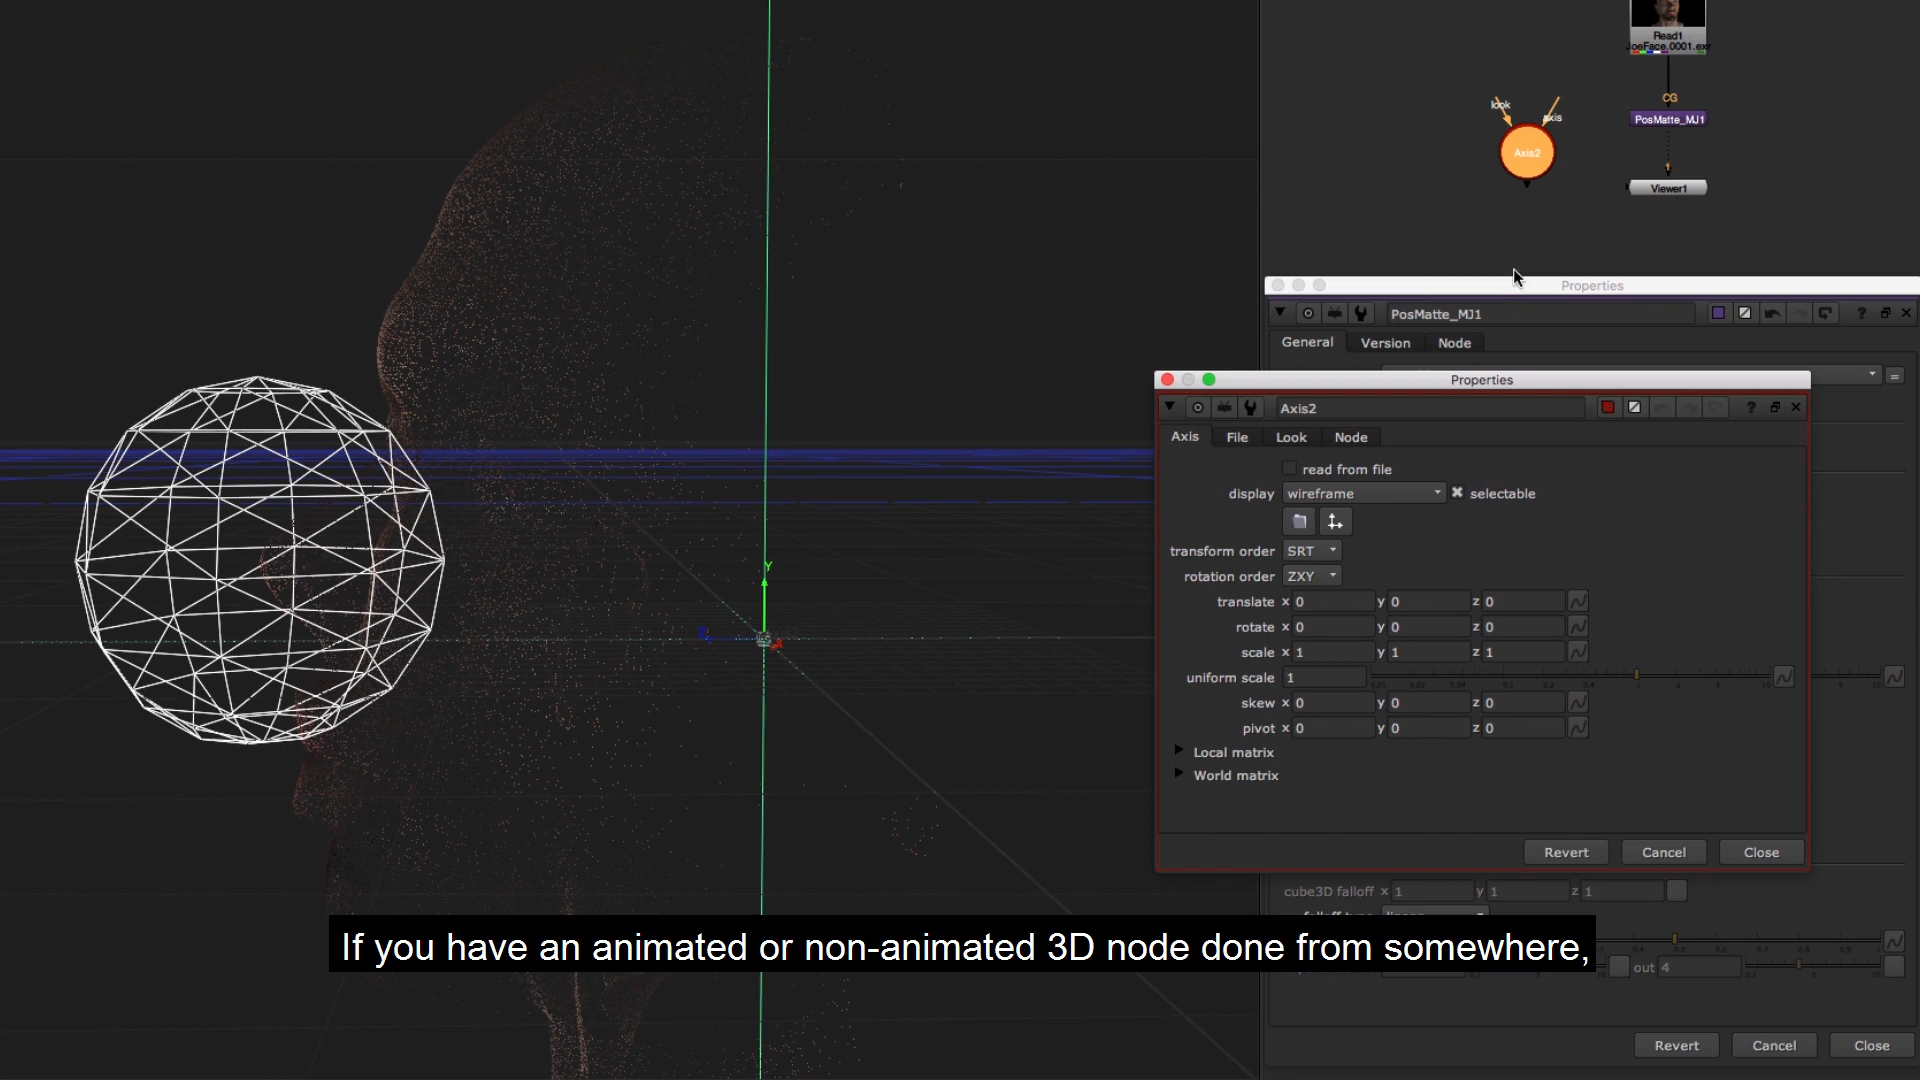 Read1
JoeFace.0001.exr
look
axis
CG
PosMatte_MJ1
Axis2
Viewer1
Properties
PosMatte_MJ1
General Version Node
Properties
Axis2
Axis File Look Node
read from file
display wireframe selectable
transform order SRT
rotation order ZXY
translate x 0 y 0 z 0
rotate x 0 y 0 z 0
scale x 1 y 1 z 1
uniform scale 1
skew x 0 y 0 z 0
pivot x 0 y 0 z 0
Local matrix
World matrix
Revert Cancel Close
cube3D falloff x 1 y 1 z 1
Y
If you have an animated or non-animated 3D node done from somewhere,
out 4
Revert Cancel Close